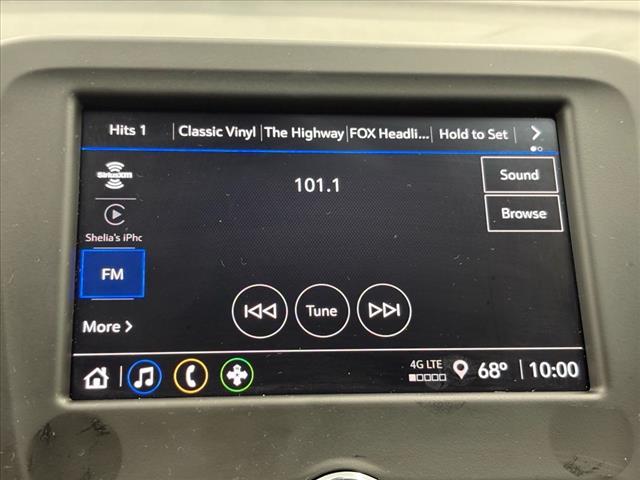 Hits 1 Classic Vinyl The Highway FOX Headli... Hold to Set >
SiriusXM
101.1
Sound
Browse
Shelia's iPhc
FM
Tune
More >
4G LTE
68° 10:00